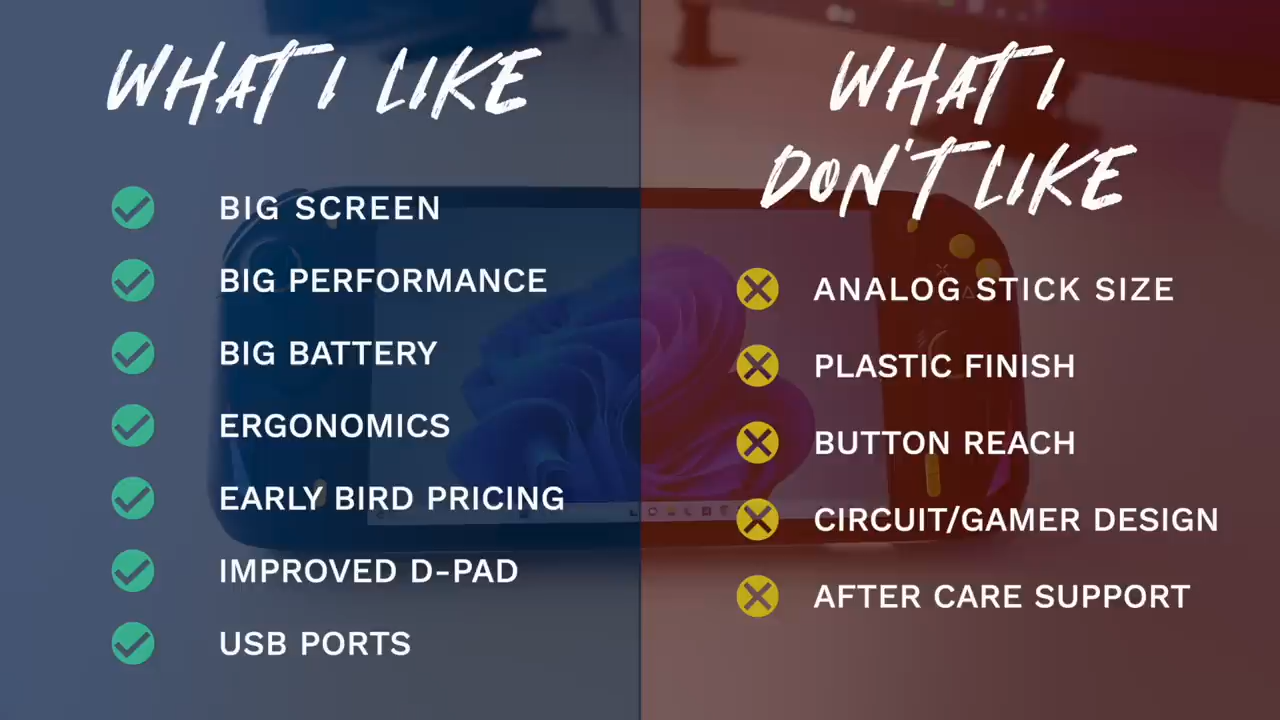 WHAT I LIKE
BIG SCREEN
BIG PERFORMANCE
BIG BATTERY
ERGONOMICS
EARLY BIRD PRICING
IMPROVED D-PAD
USB PORTS
WHAT I
DON'T LIKE
ANALOG STICK SIZE
PLASTIC FINISH
BUTTON REACH
CIRCUIT/GAMER DESIGN
AFTER CARE SUPPORT